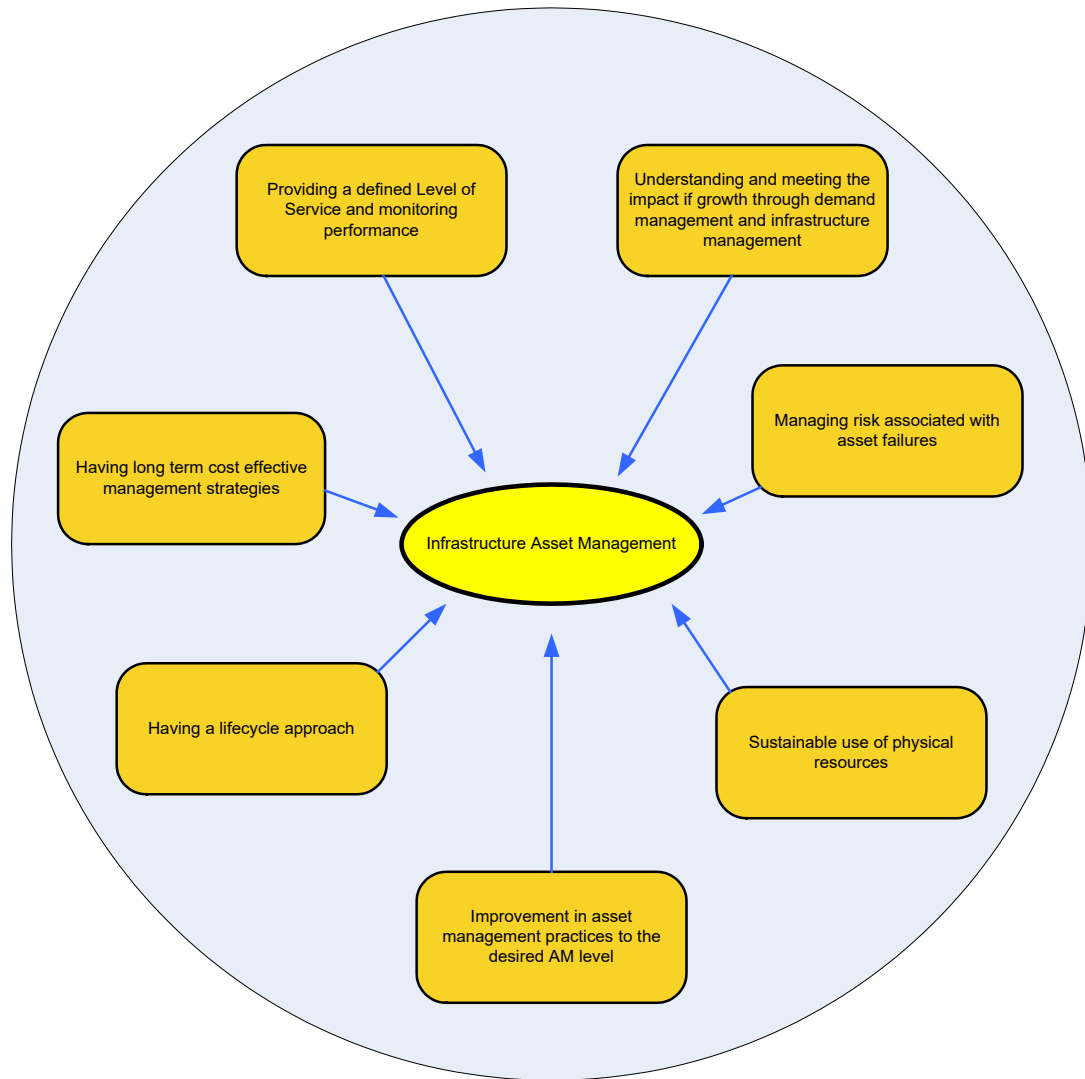 Providing a defined Level of
Service and monitoring
performance
Understanding and meeting the
impact if growth through demand
management and infrastructure
management
Managing risk associated with
asset failures
Having long term cost effective
management strategies
Infrastructure Asset Management
Having a lifecycle approach
Sustainable use of physical
resources
Improvement in asset
management practices to the
desired AM level